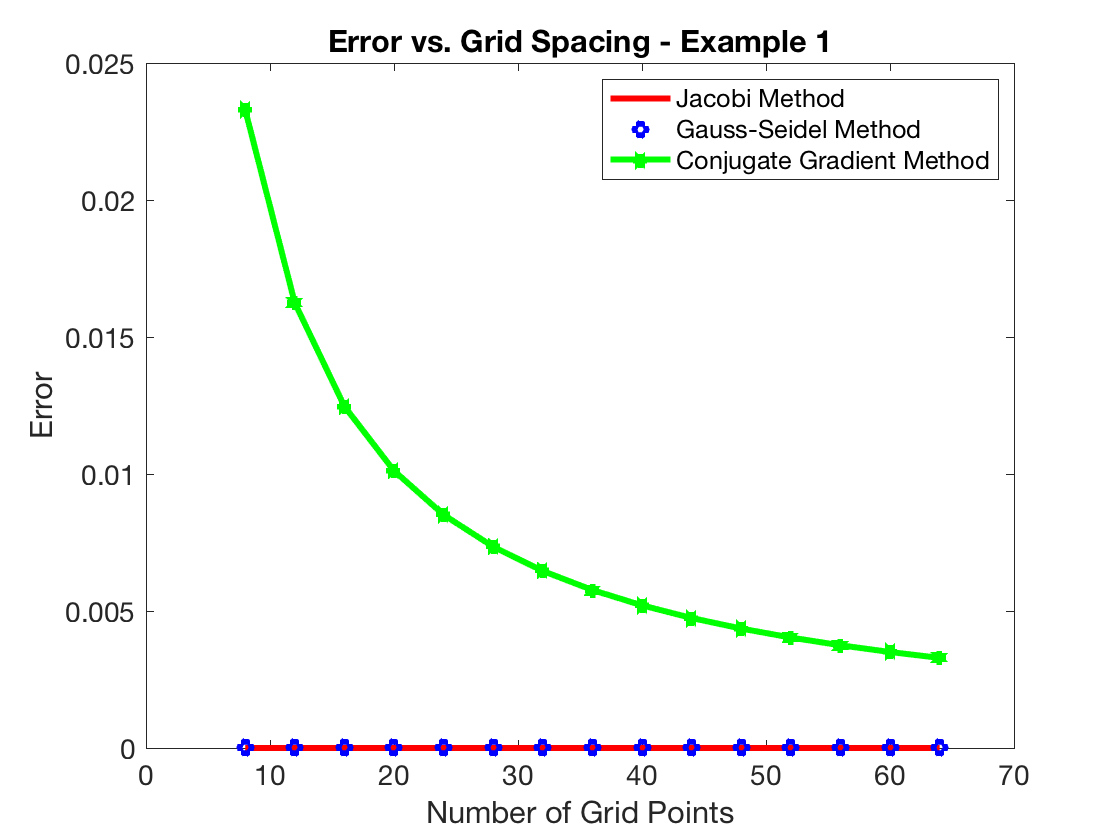 Error vs. Grid Spacing - Example 1
0.025
0.02
0.015
0.01
0.005
0
Error
Jacobi Method
Gauss-Seidel Method
Conjugate Gradient Method
0 10 20 30 40 50 60 70
Number of Grid Points